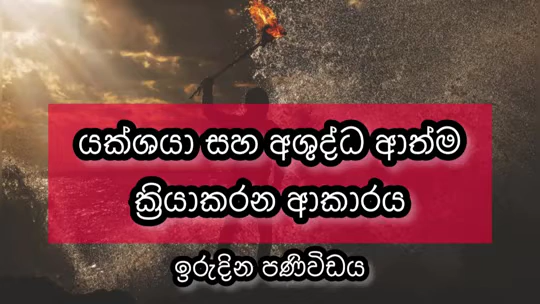 යක්ශයා සහ අශුද්ධ ආත්ම
ක්‍රියාකරන ආකාරය
ඉරුදින පණිවිඩය